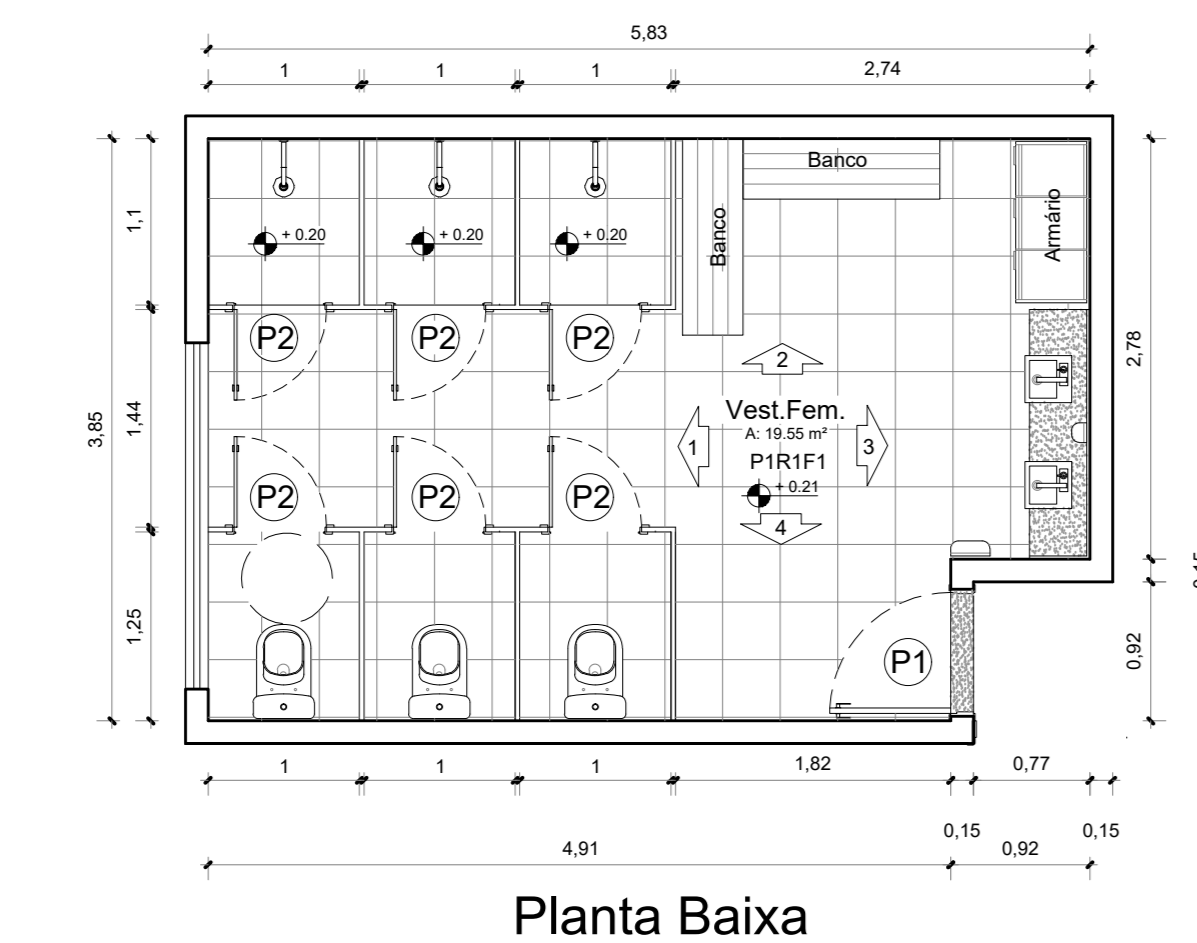 5,83
1
1
1
2,74
Banco
Banco
Armário
+ 0.20
+ 0.20
+ 0.20
1,1
1,44
1,25
3,85
P2
P2
P2
2
Vest.Fem.
A: 19.55 m²
1
3
P1R1F1
+ 0.21
4
P2
P2
P2
P1
2,78
0,15
0,92
1
1
1
1,82
0,77
0,15
0,15
4,91
0,92
Planta Baixa